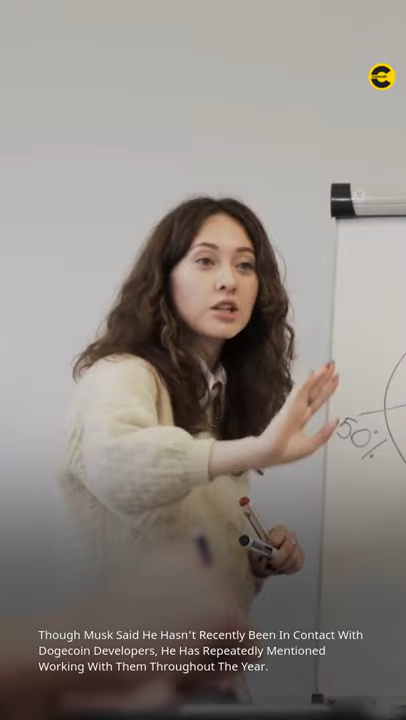 50%
Though Musk Said He Hasn't Recently Been In Contact With
Dogecoin Developers, He Has Repeatedly Mentioned
Working With Them Throughout The Year.